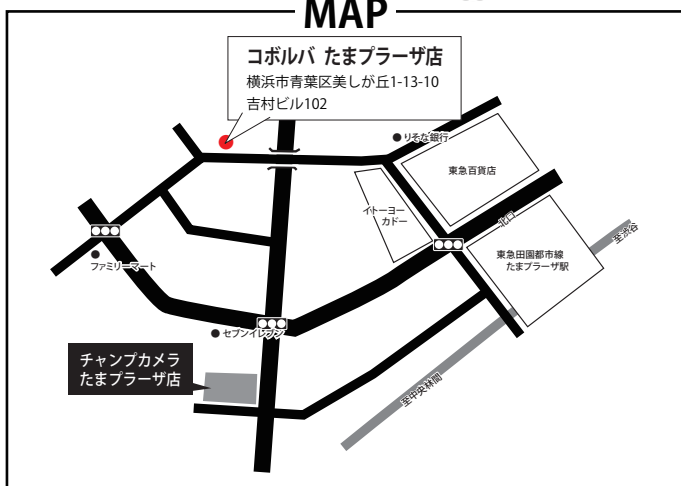 MAP
コボルバ たまプラーザ店
横浜市青葉区美しが丘1-13-10
吉村ビル102
りそな銀行
東急百貨店
イトーヨー
カドー
北口
至渋谷
東急田園都市線
たまプラーザ駅
ファミリーマート
セブンイレブン
チャンプカメラ
たまプラーザ店
至中央林間